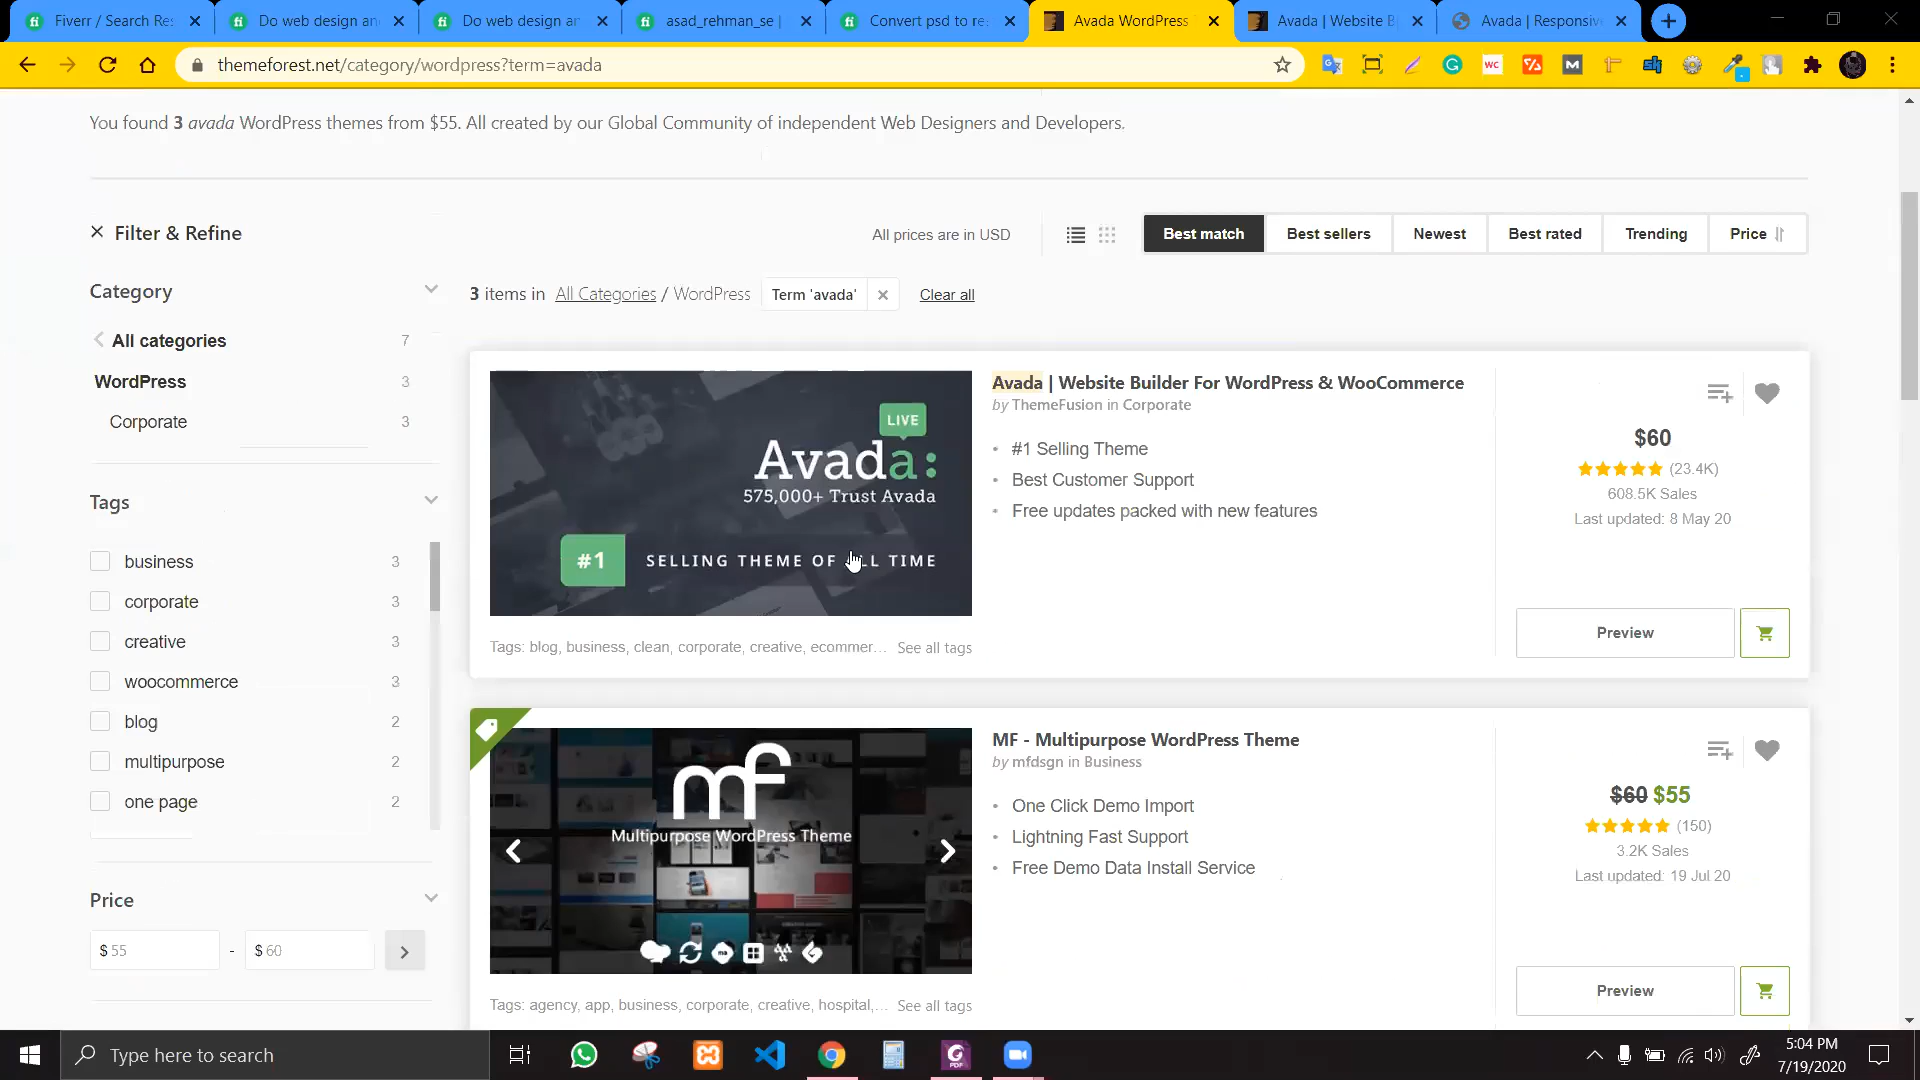 Fiverr / Search Res
Do web design an
Do web design an
asad_rehman_se |
Convert psd to re
Avada WordPress
Avada | Website B
Avada | Responsiv
themeforest.net/category/wordpress?term=avada
You found 3 avada WordPress themes from $55. All created by our Global Community of independent Web Designers and Developers.
Filter & Refine
All prices are in USD
Best match
Best sellers
Newest
Best rated
Trending
Price
Category
3 items in All Categories / WordPress
Term 'avada'
Clear all
All categories 7
WordPress 3
Corporate 3
Tags
business 3
corporate 3
creative 3
woocommerce 3
blog 2
multipurpose 2
one page 2
Price
$ 55 - $ 60
LIVE
Avada:
575,000+ Trust Avada
#1 SELLING THEME OF ALL TIME
Tags: blog, business, clean, corporate, creative, ecommer... See all tags
Avada | Website Builder For WordPress & WooCommerce
by ThemeFusion in Corporate
#1 Selling Theme
Best Customer Support
Free updates packed with new features
$60
(23.4K)
608.5K Sales
Last updated: 8 May 20
Preview
mf
Multipurpose WordPress Theme
Tags: agency, app, business, corporate, creative, hospital,... See all tags
MF - Multipurpose WordPress Theme
by mfdsgn in Business
One Click Demo Import
Lightning Fast Support
Free Demo Data Install Service
$60 $55
(150)
3.2K Sales
Last updated: 19 Jul 20
Preview
Type here to search
5:04 PM
7/19/2020